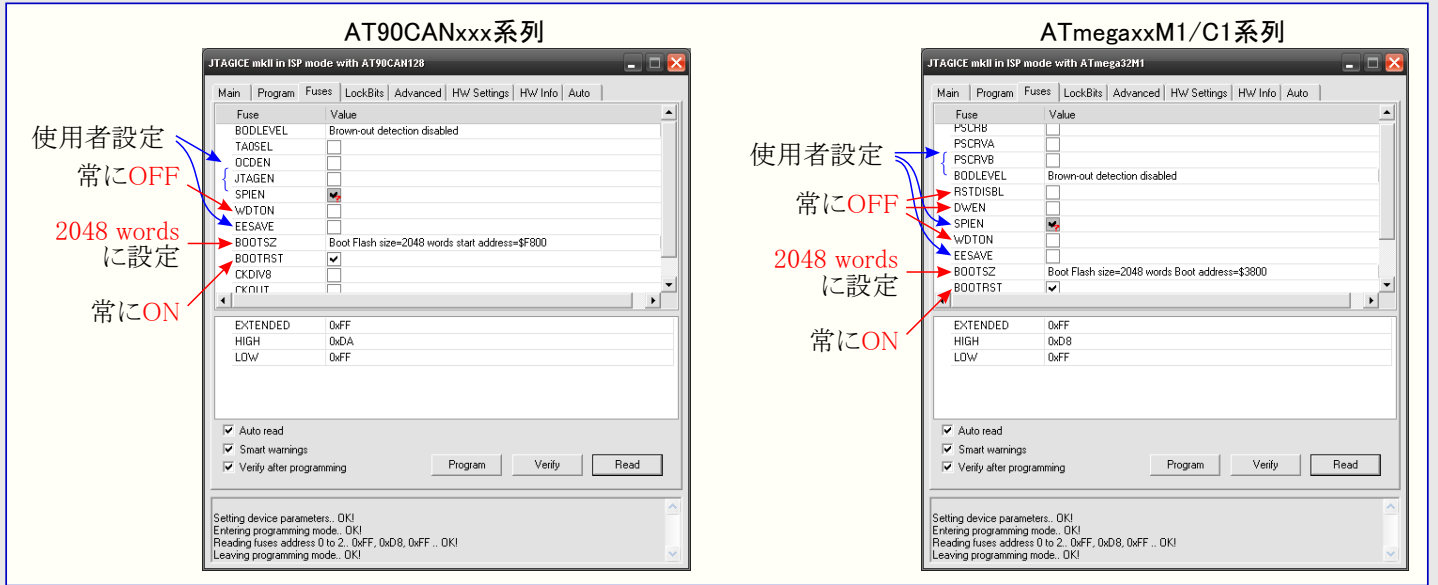 AT90CANxxx系列
JTAGICE mkII in ISP mode with AT90CAN128
Main Program Fuses LockBits Advanced HW Settings HW Info Auto
Fuse Value
BODLEVEL Brown-out detection disabled
TA0SEL
OCDEN
JTAGEN
SPIEN
WDTON
EESAVE
BOOTSZ Boot Flash size=2048 words start address=$F800
BOOTRST
CKDIV8
CKOUT
使用者設定
常にOFF
2048 words
に設定
常にON
EXTENDED 0xFF
HIGH 0xDA
LOW 0xFF
Auto read
Smart warnings
Verify after programming
Program Verify Read
Setting device parameters.. OK!
Entering programming mode.. OK!
Reading fuses address 0 to 2.. 0xFF, 0xD8, 0xFF .. OK!
Leaving programming mode.. OK!
ATmegaxxM1/C1系列
JTAGICE mkII in ISP mode with ATmega32M1
Main Program Fuses LockBits Advanced HW Settings HW Info Auto
Fuse Value
PSCRB
PSCRVA
PSCRVB
BODLEVEL Brown-out detection disabled
RSTDISBL
DWEN
SPIEN
WDTON
EESAVE
BOOTSZ Boot Flash size=2048 words Boot address=$3800
BOOTRST
使用者設定
常にOFF
2048 words
に設定
常にON
EXTENDED 0xFF
HIGH 0xD8
LOW 0xFF
Auto read
Smart warnings
Verify after programming
Program Verify Read
Setting device parameters.. OK!
Entering programming mode.. OK!
Reading fuses address 0 to 2.. 0xFF, 0xD8, 0xFF .. OK!
Leaving programming mode.. OK!